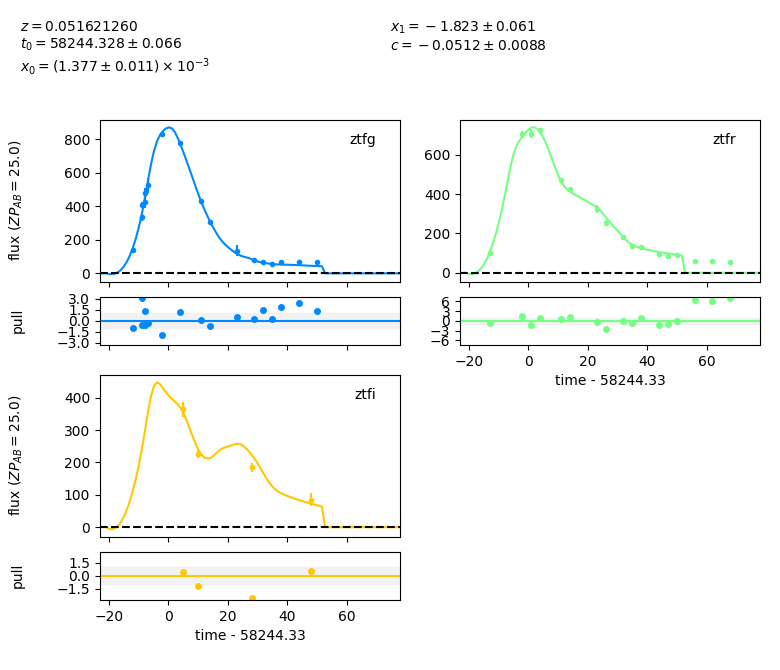 z = 0.051621260
t₀ = 58244.328 ± 0.066
x₀ = (1.377 ± 0.011) × 10⁻³
x₁ = −1.823 ± 0.061
c = −0.0512 ± 0.0088
ztfg
800
600
400
200
0
flux (ZP_AB = 25.0)
3.0
1.5
0.0
−1.5
−3.0
pull
ztfr
600
400
200
0
6
3
0
−3
−6
−20 0 20 40 60
time - 58244.33
ztfi
400
300
200
100
0
flux (ZP_AB = 25.0)
1.5
0.0
−1.5
pull
−20 0 20 40 60
time - 58244.33